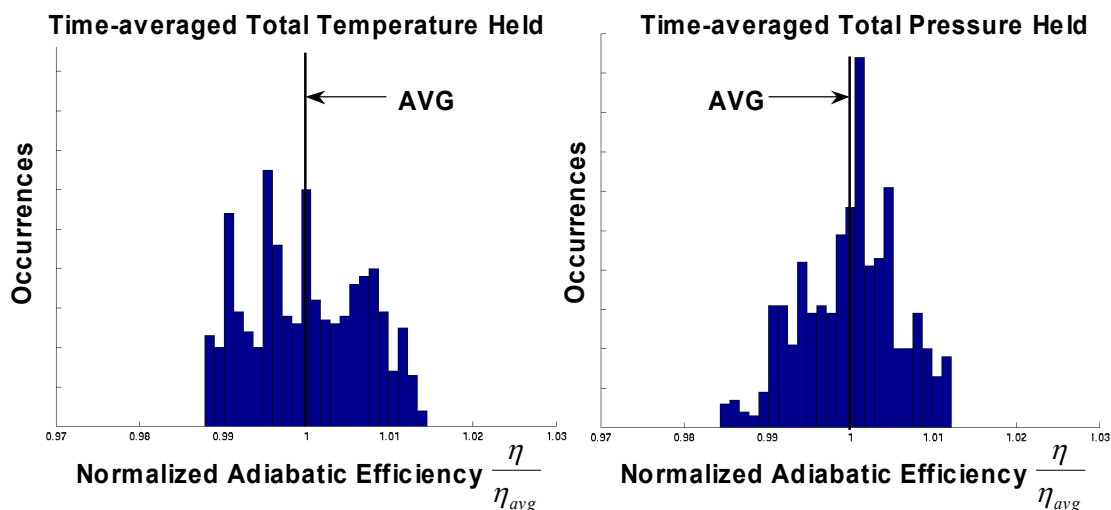 Time-averaged Total Temperature Held
Occurrences
AVG
0.97 0.98 0.99 1 1.01 1.02 1.03
Normalized Adiabatic Efficiency η/ηavg
Time-averaged Total Pressure Held
Occurrences
AVG
0.97 0.98 0.99 1 1.01 1.02 1.03
Normalized Adiabatic Efficiency η/ηavg